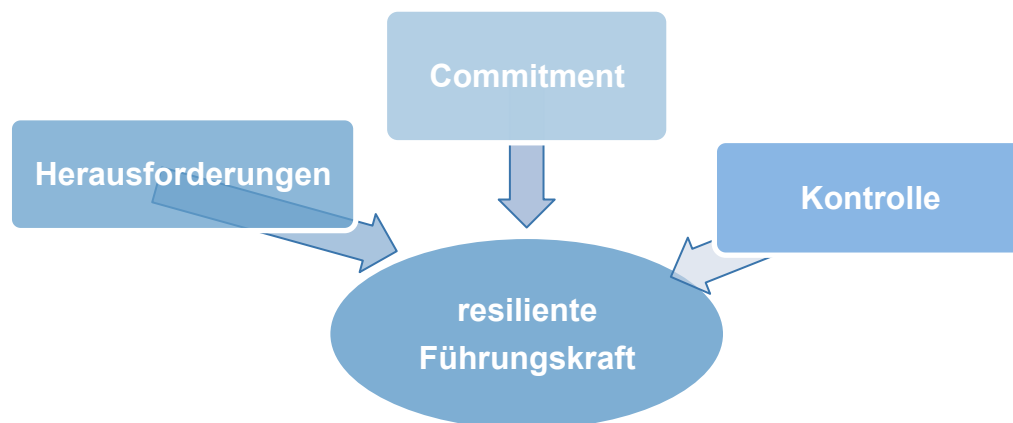 Commitment
Herausforderungen
Kontrolle
resiliente
Führungskraft